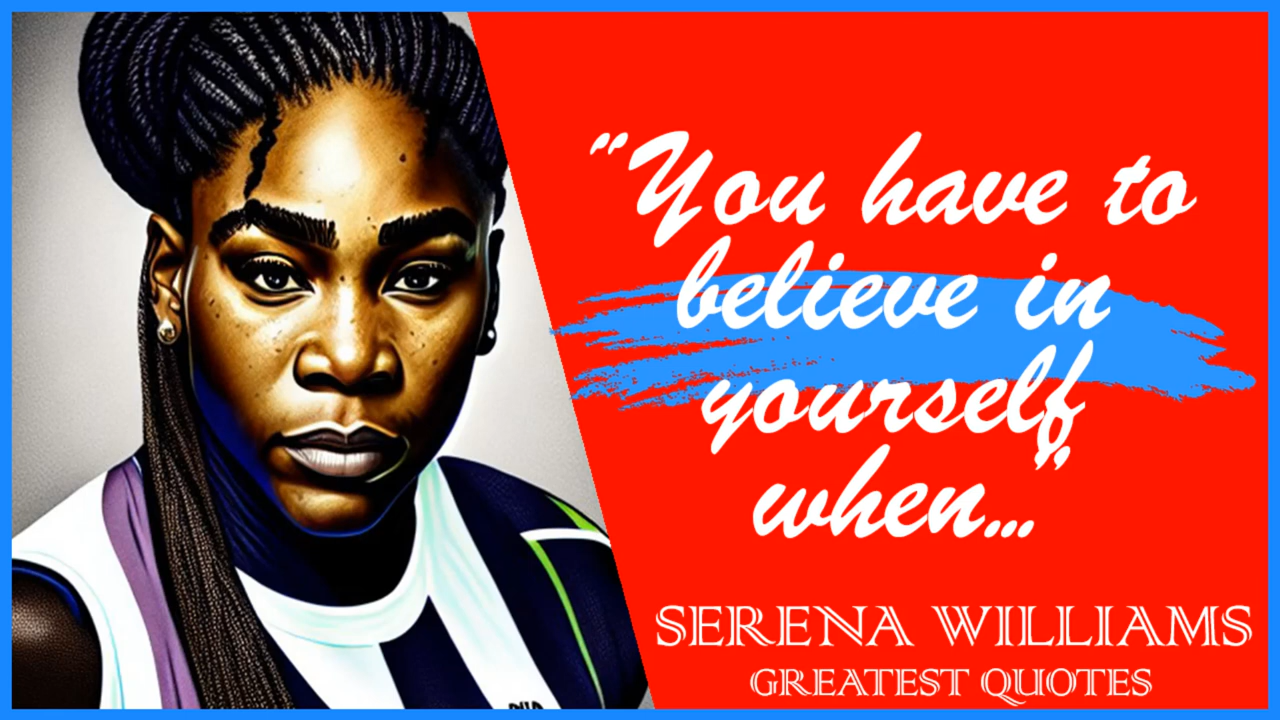 "You have to
believe in
yourself
when..."
SERENA WILLIAMS
GREATEST QUOTES